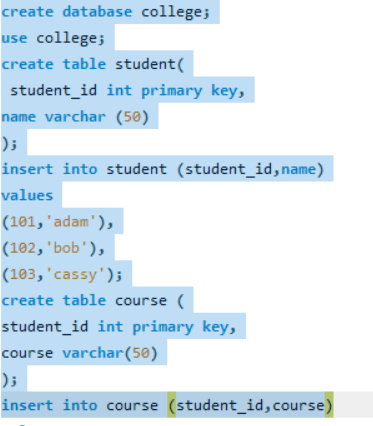 create database college;
use college;
create table student(
student_id int primary key,
name varchar (50)
);
insert into student (student_id,name)
values
(101,'adam'),
(102,'bob'),
(103,'cassy');
create table course (
student_id int primary key,
course varchar(50)
);
insert into course (student_id,course)